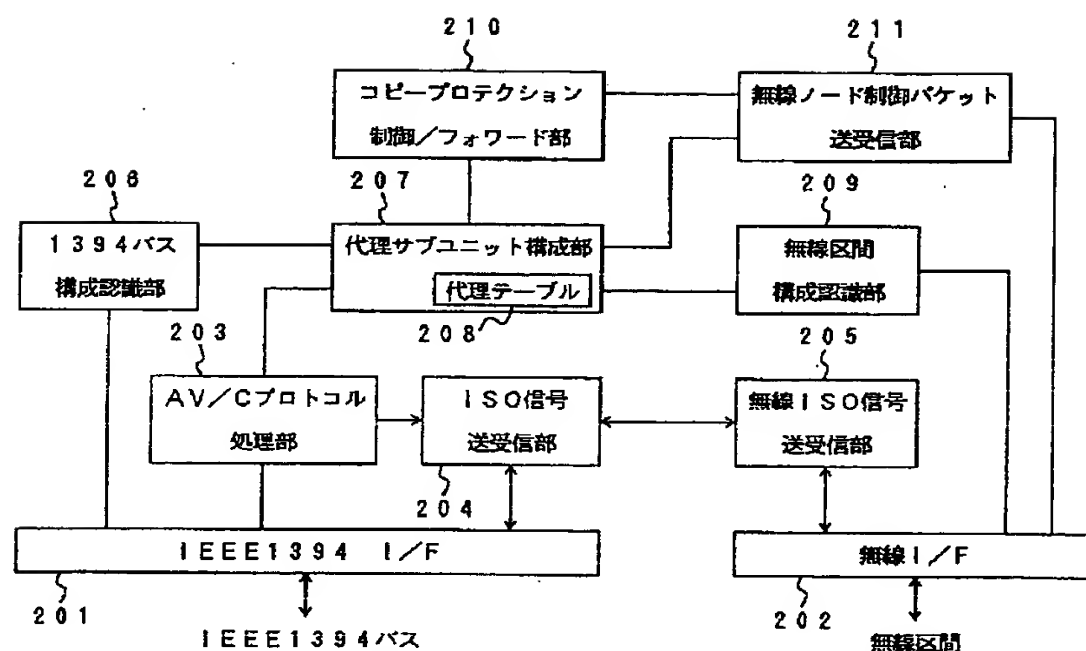 210
211
コピープロテクション
制御／フォワード部
無線ノード制御パケット
送受信部
206
207
209
1394バス
構成認識部
代理サブユニット構成部
代理テーブル
208
無線区間
構成認識部
203
205
AV／Cプロトコル
処理部
ISO信号
送受信部
無線ISO信号
送受信部
204
IEEE1394 I／F
無線I／F
201
202
IEEE1394バス
無線区間